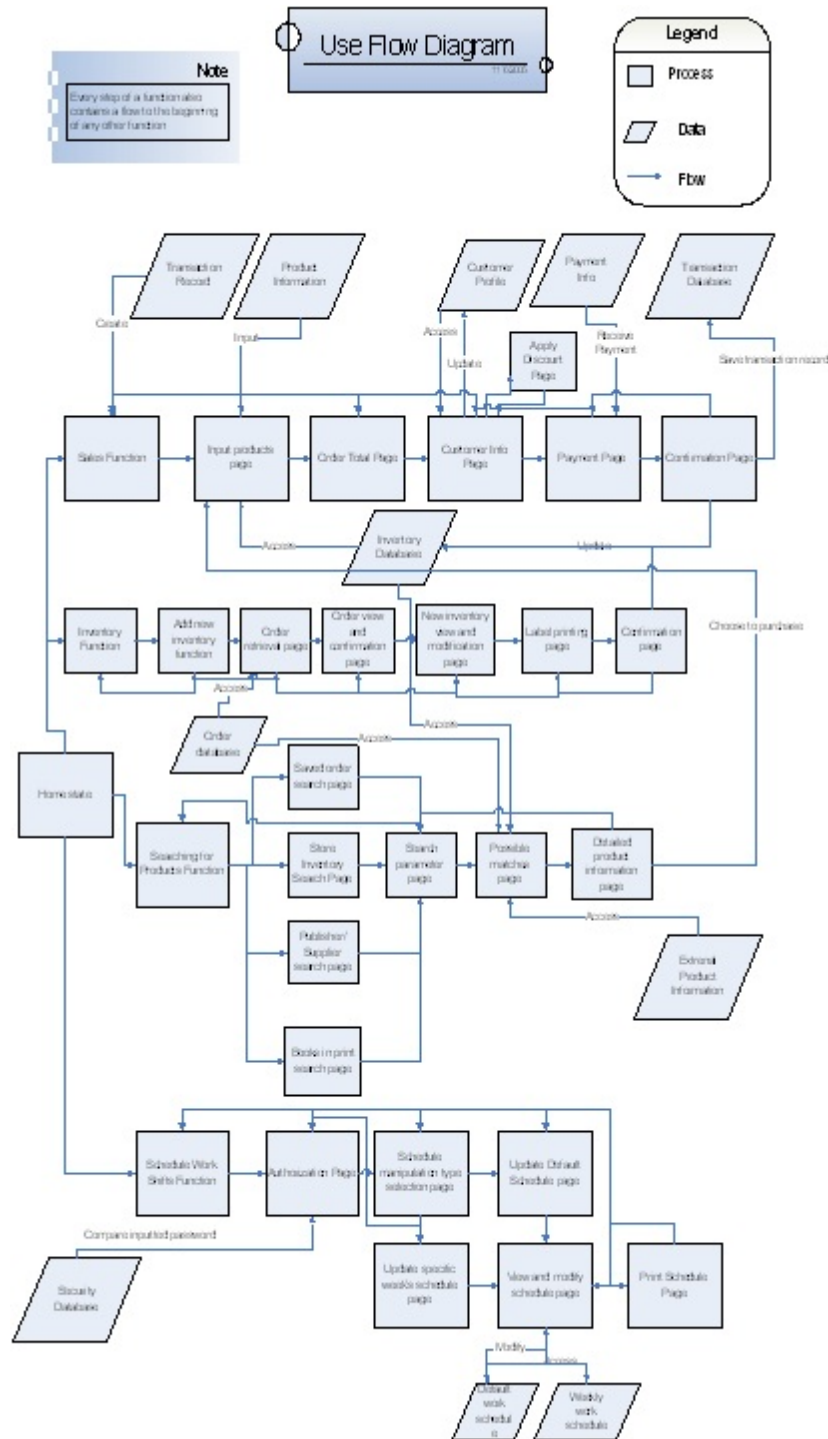 Use Flow Diagram
Note
Every step of a function also
contains a flow to the beginning
of any other function
Legend
Process
Data
Flow
Transaction
Record
Product
Information
Customer
Profile
Payment
Info
Transaction
Database
Create
Input
Access
Update
Apply
Discount
Page
Receive
Payment
Save transaction record
Sales Function
Input products
page
Order Total Page
Customer Info
Page
Payment Page
Confirmation Page
Access
Inventory
Database
Update
Inventory
Function
Add new
inventory
function
Order
retrieval page
Order view
and
confirmation
page
New inventory
view and
modification
page
Label printing
page
Confirmation
page
Choose to purchase
Access
Order
database
Access
Access
Home state
Saved order
search page
Searching for
Products Function
Store
Inventory
Search Page
Search
parameter
page
Possible
matches
page
Detailed
product
information
page
Publisher/
Supplier
search page
Access
External
Product
Information
Books in print
search page
Schedule Work
Shifts Function
Authorization Page
Schedule
manipulation type
selection page
Update Default
Schedule page
Compare inputted password
Security
Database
Update specific
week's schedule
page
View and modify
schedule page
Print Schedule
Page
Modify
Access
Default
work
schedul
e
Weekly
work
schedule